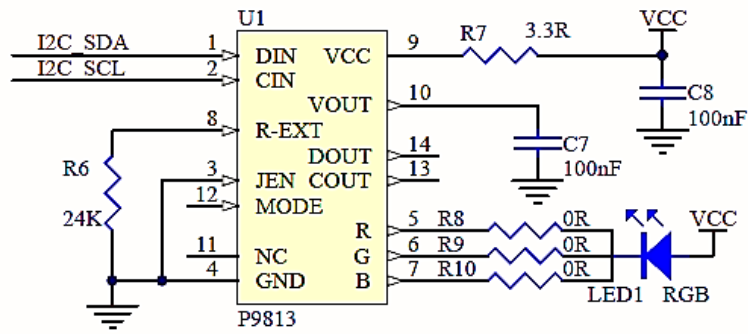 U1
VCC
I2C_SDA 1 DIN VCC 9 R7 3.3R
I2C_SCL 2 CIN
VOUT 10 C8
100nF
8 R-EXT
C7
R6 DOUT 14 100nF
3 JEN COUT 13
12 MODE
24K
R 5 R8 0R VCC
G 6 R9 0R
11 NC
B 7 R10 0R
4 GND LED1 RGB
P9813